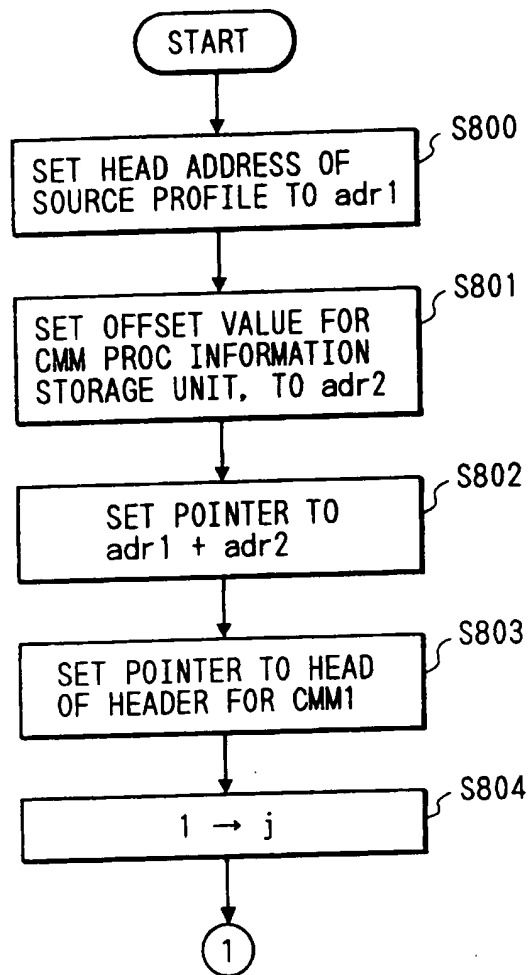 START
S800
SET HEAD ADDRESS OF
SOURCE PROFILE TO adr1
S801
SET OFFSET VALUE FOR
CMM PROC INFORMATION
STORAGE UNIT, TO adr2
S802
SET POINTER TO
adr1 + adr2
S803
SET POINTER TO HEAD
OF HEADER FOR CMM1
S804
1 → j
1